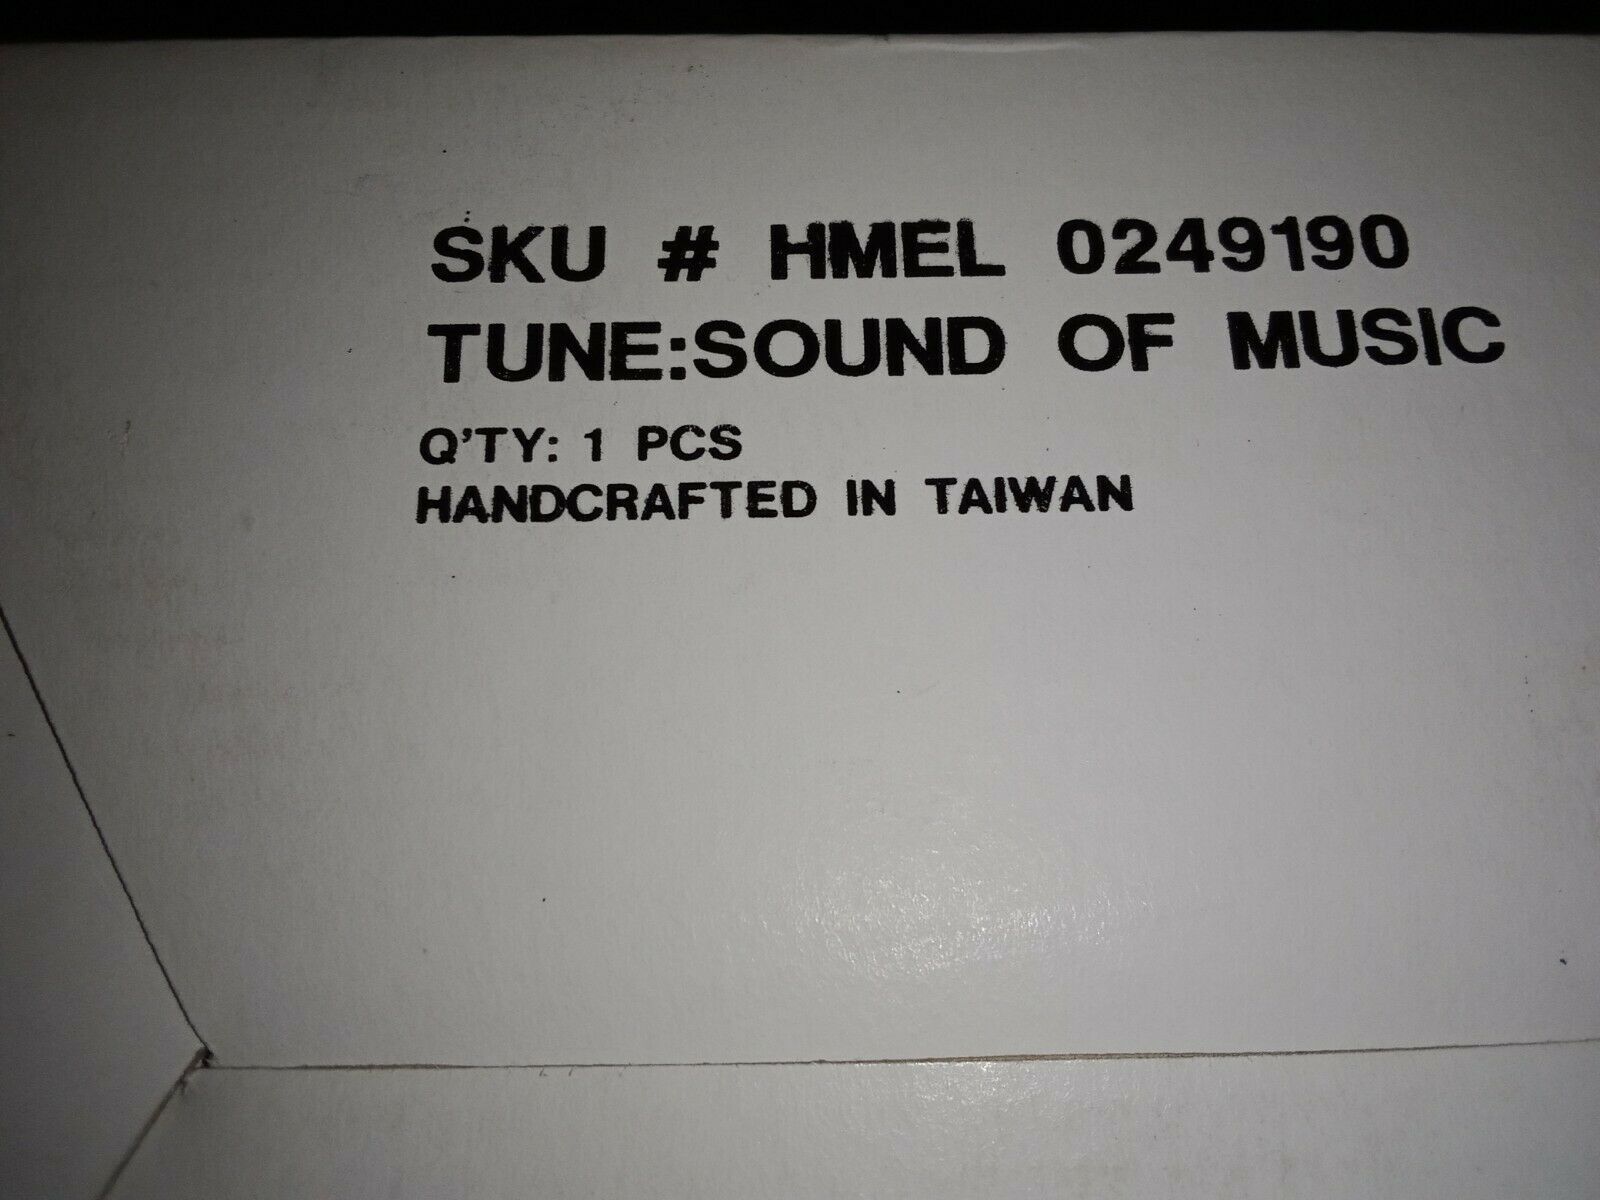 SKU # HMEL 0249190
TUNE:SOUND OF MUSIC
Q'TY: 1 PCS
HANDCRAFTED IN TAIWAN